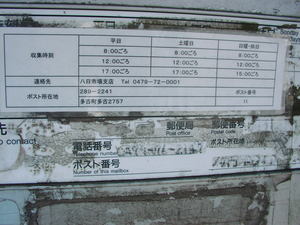 Sunday
平日 土曜日 日曜・休日
収集時刻 8:00ごろ 8:00ごろ 8:00ごろ
12:00ごろ 12:00ごろ 12:00ごろ
17:00ごろ 17:00ごろ 15:00ごろ
連絡先 八日市場支店 Tel 0479-72-0001
ポスト所在地 289-2241 ポスト番号
多古町多古2757 11
先
to contact
郵便局
Post office
郵便番号
Postal code
電話番号
Telephone number
ポスト番号
Number of this mailbox